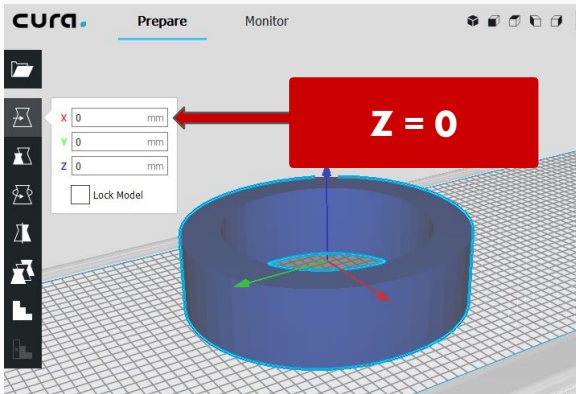 cura.
Prepare
Monitor
X 0 mm
Y 0 mm
Z 0 mm
Lock Model
Z = 0